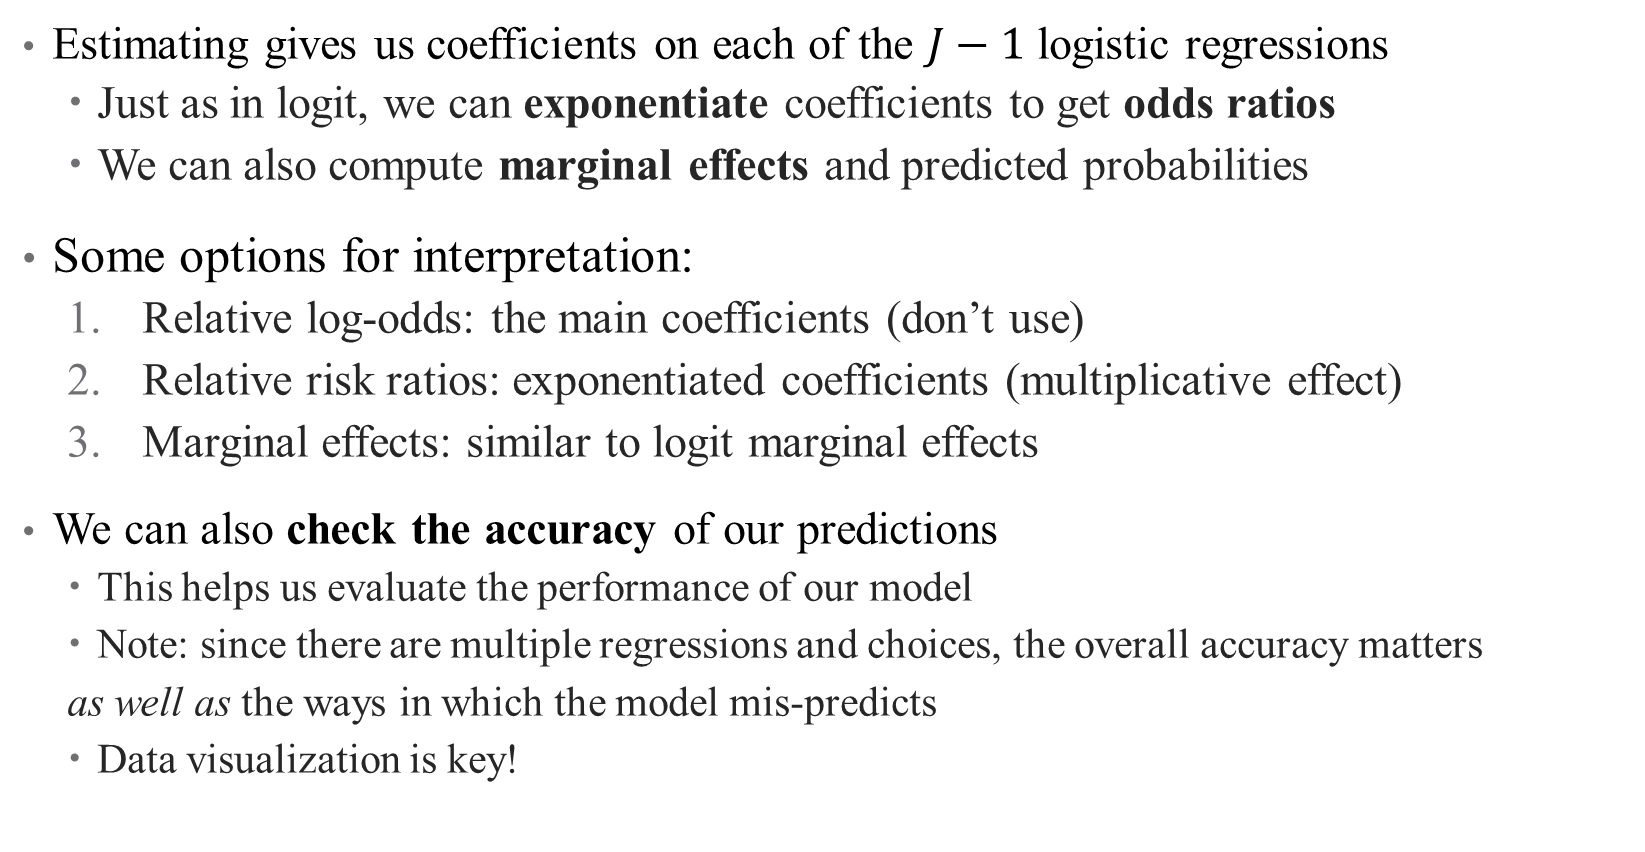 • Estimating gives us coefficients on each of the J − 1 logistic regressions
• Just as in logit, we can exponentiate coefficients to get odds ratios
• We can also compute marginal effects and predicted probabilities
• Some options for interpretation:
1. Relative log-odds: the main coefficients (don’t use)
2. Relative risk ratios: exponentiated coefficients (multiplicative effect)
3. Marginal effects: similar to logit marginal effects
• We can also check the accuracy of our predictions
• This helps us evaluate the performance of our model
• Note: since there are multiple regressions and choices, the overall accuracy matters
as well as the ways in which the model mis-predicts
• Data visualization is key!